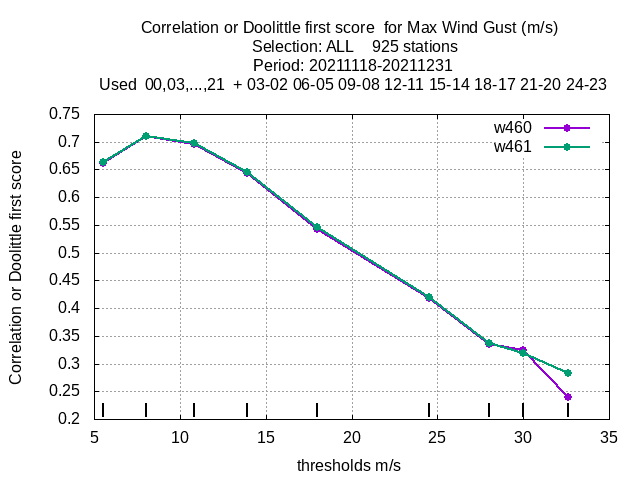 Correlation or Doolittle first score  for Max Wind Gust (m/s)
Selection: ALL    925 stations
Period: 20211118-20211231
Used  00,03,...,21  + 03-02 06-05 09-08 12-11 15-14 18-17 21-20 24-23
w460
w461
Correlation or Doolittle first score
0.75
0.7
0.65
0.6
0.55
0.5
0.45
0.4
0.35
0.3
0.25
0.2
5 10 15 20 25 30 35
thresholds m/s